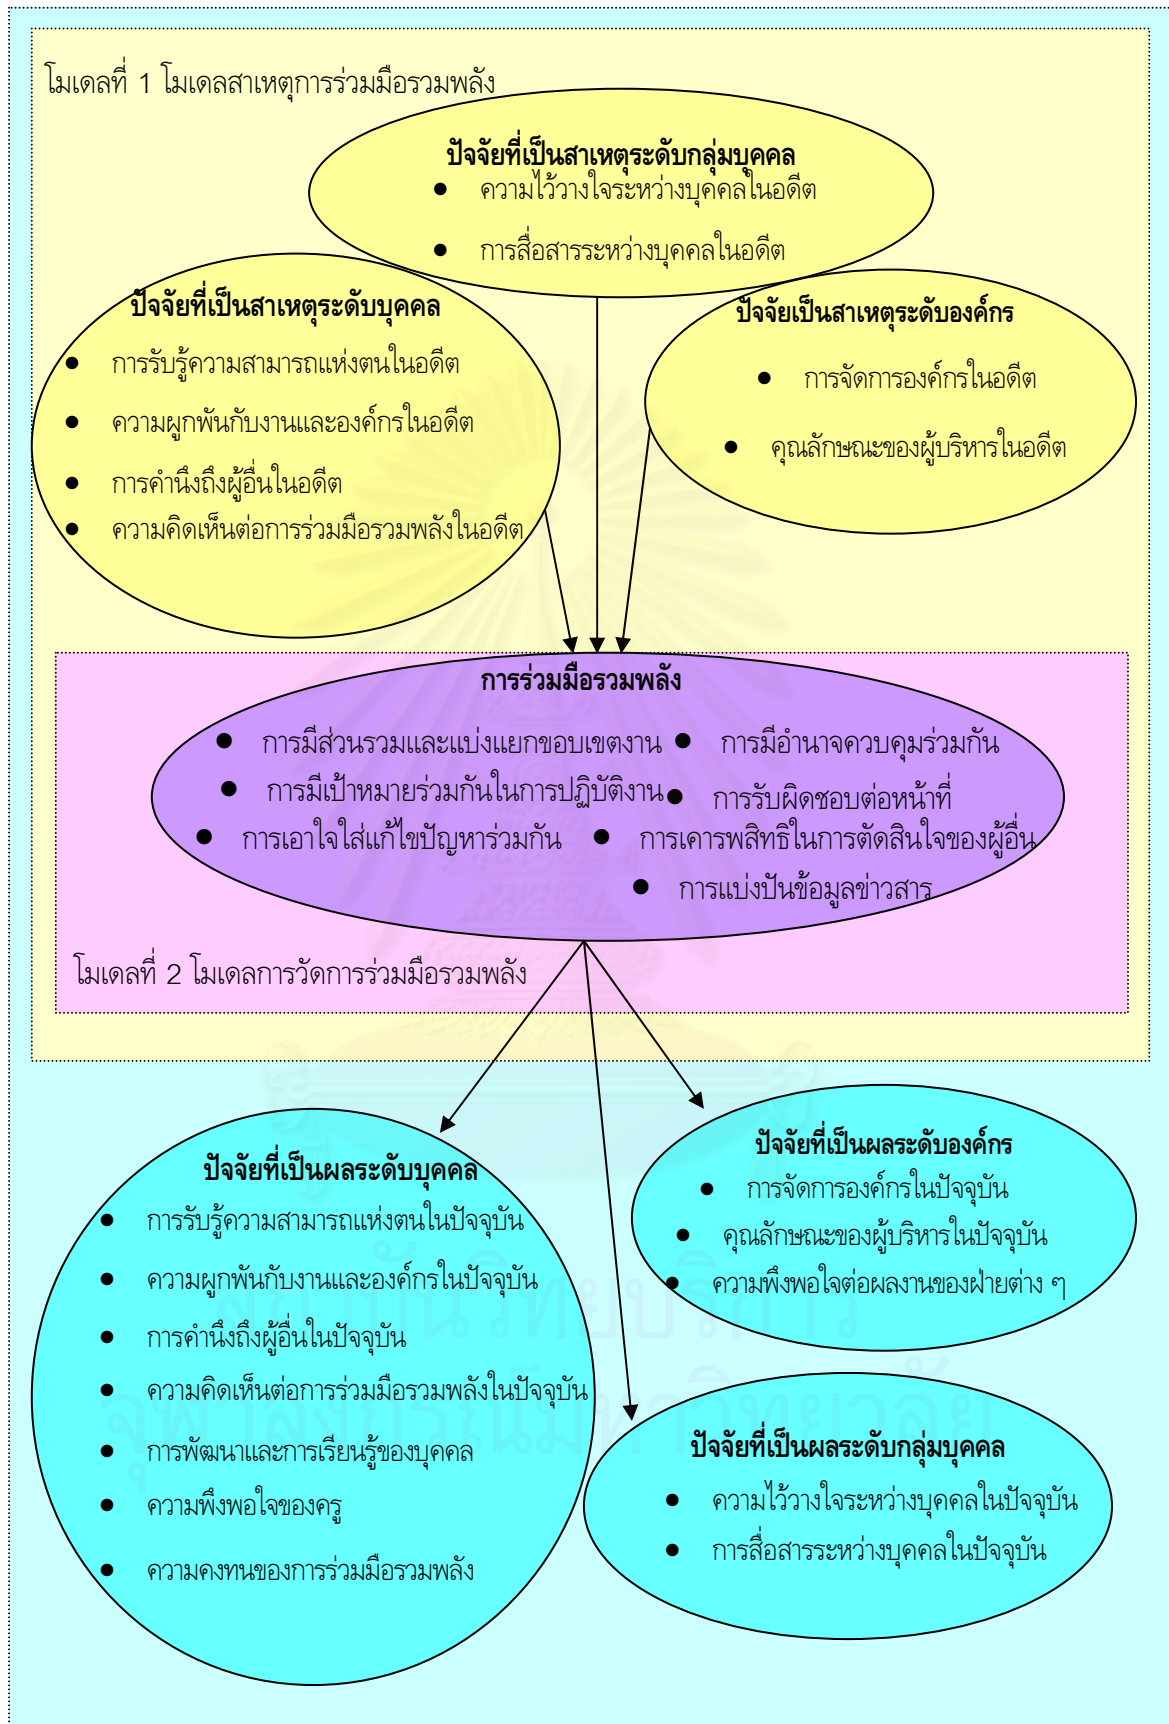 โมเดลที่ 1 โมเดลสาเหตุการร่วมมือรวมพลัง
ปัจจัยที่เป็นสาเหตุระดับกลุ่มบุคคล
● ความไว้วางใจระหว่างบุคคลในอดีต
● การสื่อสารระหว่างบุคคลในอดีต
ปัจจัยที่เป็นสาเหตุระดับบุคคล
● การรับรู้ความสามารถแห่งตนในอดีต
● ความผูกพันกับงานและองค์กรในอดีต
● การคำนึงถึงผู้อื่นในอดีต
● ความคิดเห็นต่อการร่วมมือรวมพลังในอดีต
ปัจจัยเป็นสาเหตุระดับองค์กร
● การจัดการองค์กรในอดีต
● คุณลักษณะของผู้บริหารในอดีต
การร่วมมือรวมพลัง
● การมีส่วนรวมและแบ่งแยกขอบเขตงาน ● การมีอำนาจควบคุมร่วมกัน
● การมีเป้าหมายร่วมกันในการปฏิบัติงาน ● การรับผิดชอบต่อหน้าที่
● การเอาใจใส่แก้ไขปัญหาร่วมกัน ● การเคารพสิทธิในการตัดสินใจของผู้อื่น
● การแบ่งปันข้อมูลข่าวสาร
โมเดลที่ 2 โมเดลการวัดการร่วมมือรวมพลัง
ปัจจัยที่เป็นผลระดับบุคคล
● การรับรู้ความสามารถแห่งตนในปัจจุบัน
● ความผูกพันกับงานและองค์กรในปัจจุบัน
● การคำนึงถึงผู้อื่นในปัจจุบัน
● ความคิดเห็นต่อการร่วมมือรวมพลังในปัจจุบัน
● การพัฒนาและการเรียนรู้ของบุคคล
● ความพึงพอใจของครู
● ความคงทนของการร่วมมือรวมพลัง
ปัจจัยที่เป็นผลระดับองค์กร
● การจัดการองค์กรในปัจจุบัน
● คุณลักษณะของผู้บริหารในปัจจุบัน
● ความพึงพอใจต่อผลงานของฝ่ายต่าง ๆ
ปัจจัยที่เป็นผลระดับกลุ่มบุคคล
● ความไว้วางใจระหว่างบุคคลในปัจจุบัน
● การสื่อสารระหว่างบุคคลในปัจจุบัน
สถาบันวิทยบริการ
จุฬาลงกรณ์มหาวิทยาลัย